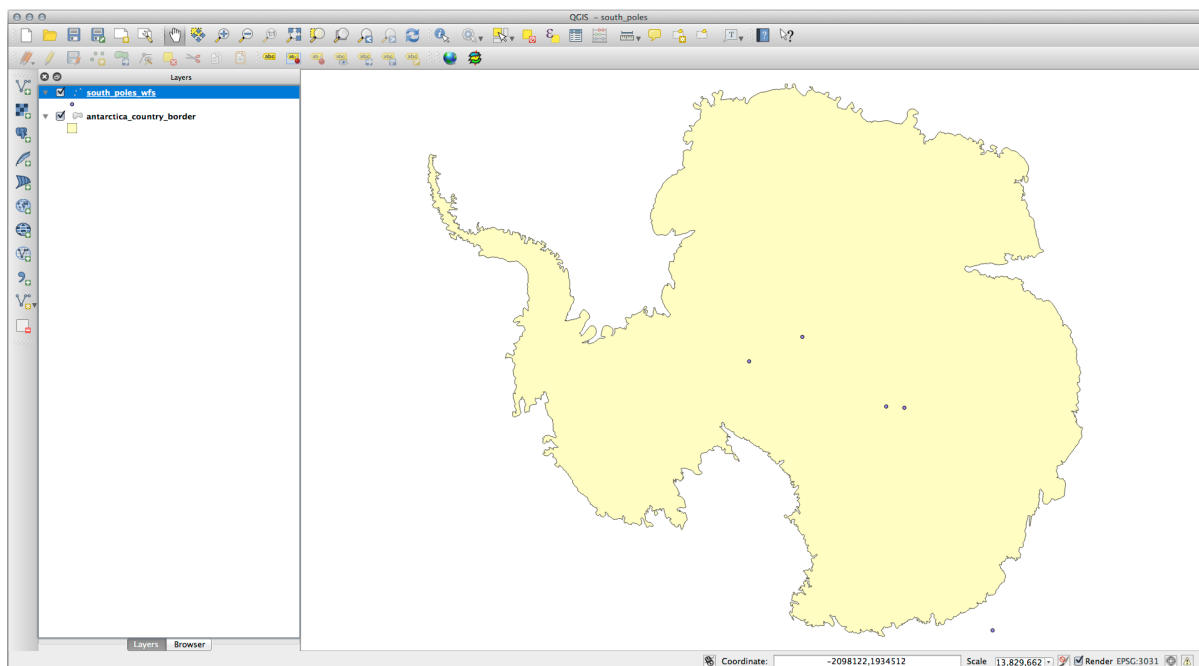 QGIS - south_poles
Layers
south_poles_wfs
antarctica_country_border
Layers Browser
Coordinate: -2098122,1934512 Scale 13,829,662 Render EPSG:3031